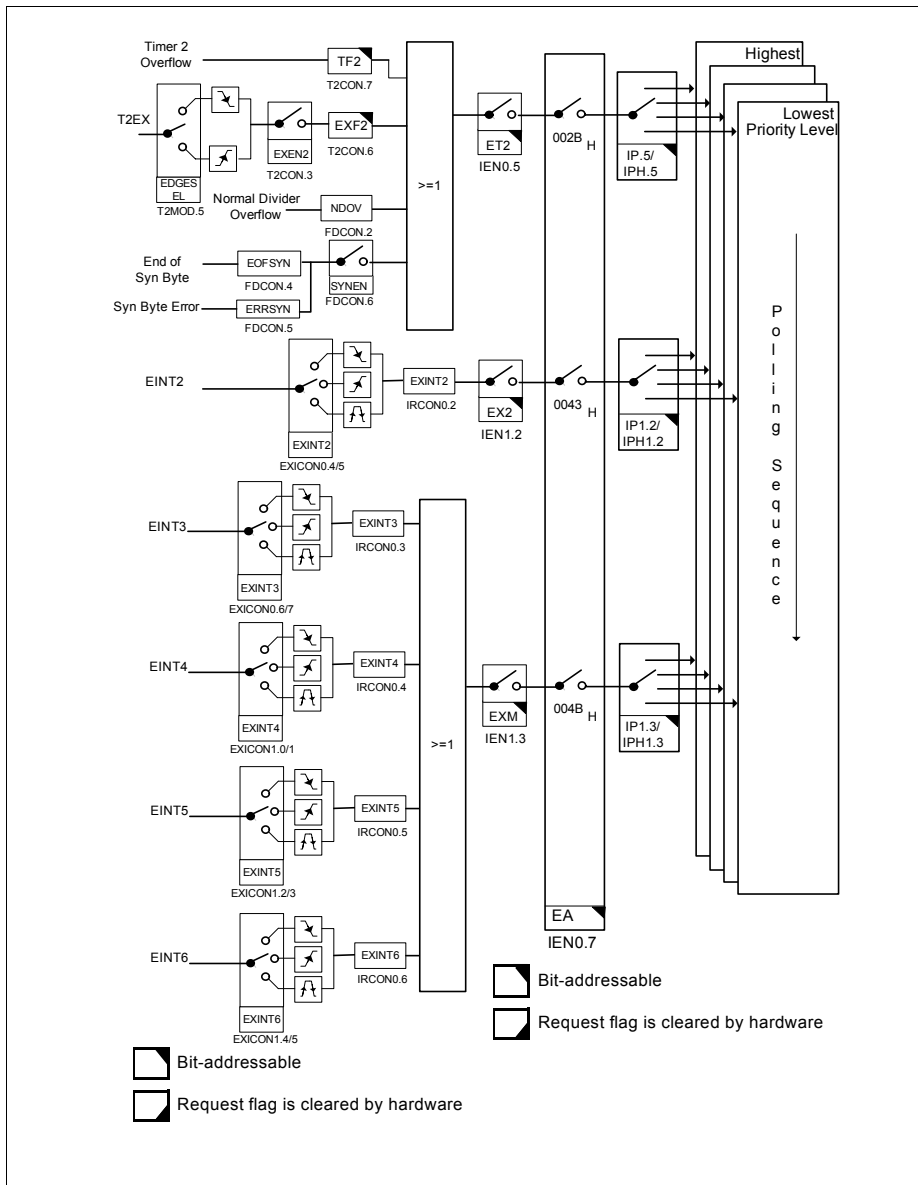 Highest
Lowest
Priority Level
Timer 2
Overflow
TF2
T2CON.7
T2EX
EDGES
EL
T2MOD.5
EXEN2
T2CON.3
EXF2
T2CON.6
Normal Divider
Overflow
NDOV
FDCON.2
End of
Syn Byte
EOFSYN
FDCON.4
SYNEN
FDCON.6
Syn Byte Error
ERRSYN
FDCON.5
>=1
ET2
IEN0.5
002B H
IP.5/
IPH.5
EINT2
EXINT2
EXICON0.4/5
EXINT2
IRCON0.2
EX2
IEN1.2
0043 H
IP1.2/
IPH1.2
Polling Sequence
EINT3
EXINT3
EXICON0.6/7
EXINT3
IRCON0.3
EINT4
EXINT4
EXICON1.0/1
EXINT4
IRCON0.4
>=1
EXM
IEN1.3
004B H
IP1.3/
IPH1.3
EINT5
EXINT5
EXICON1.2/3
EXINT5
IRCON0.5
EINT6
EXINT6
EXICON1.4/5
EXINT6
IRCON0.6
EA
IEN0.7
Bit-addressable
Request flag is cleared by hardware
Bit-addressable
Request flag is cleared by hardware